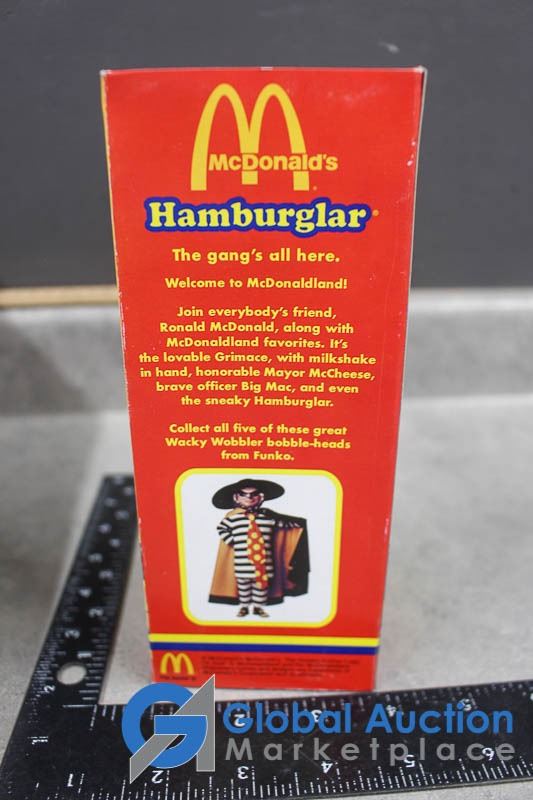 McDonald's
®
Hamburglar®
The gang's all here.
Welcome to McDonaldland!
Join everybody's friend,
Ronald McDonald, along with
McDonaldland favorites. It's
the lovable Grimace, with milkshake
in hand, honorable Mayor McCheese,
brave officer Big Mac, and even
the sneaky Hamburglar.
Collect all five of these great
Wacky Wobbler bobble-heads
from Funko.
GA Global Auction
Marketplace